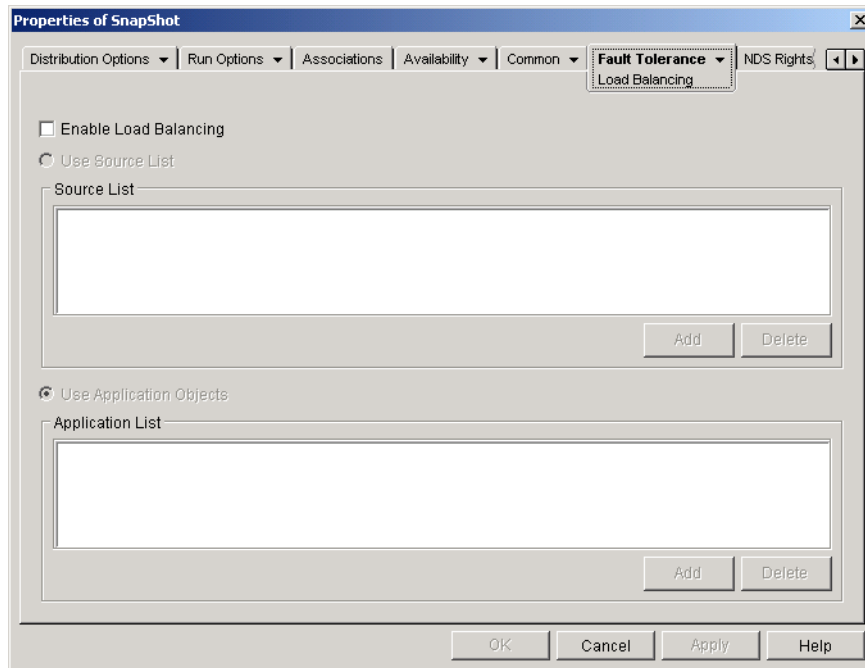 Properties of SnapShot
Distribution Options Run Options Associations Availability Common Fault Tolerance NDS Rights
Load Balancing
Enable Load Balancing
Use Source List
Source List
Add Delete
Use Application Objects
Application List
Add Delete
OK Cancel Apply Help